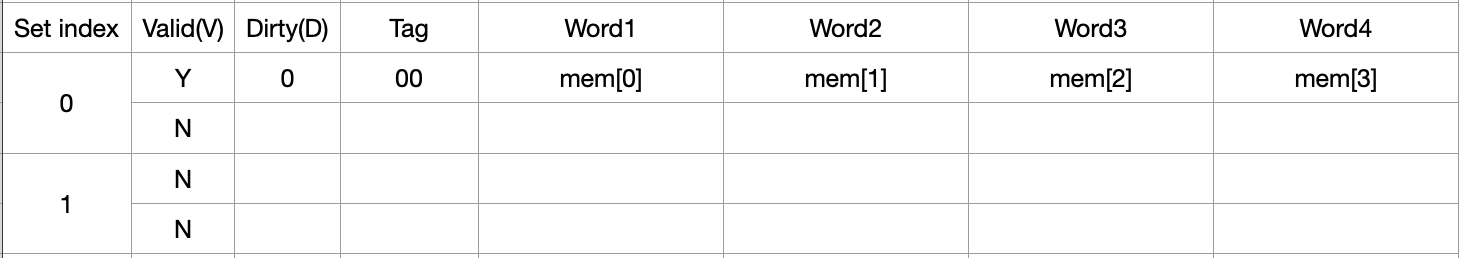 Set index Valid(V) Dirty(D) Tag Word1 Word2 Word3 Word4
0 Y 0 00 mem[0] mem[1] mem[2] mem[3]
N
1 N
N